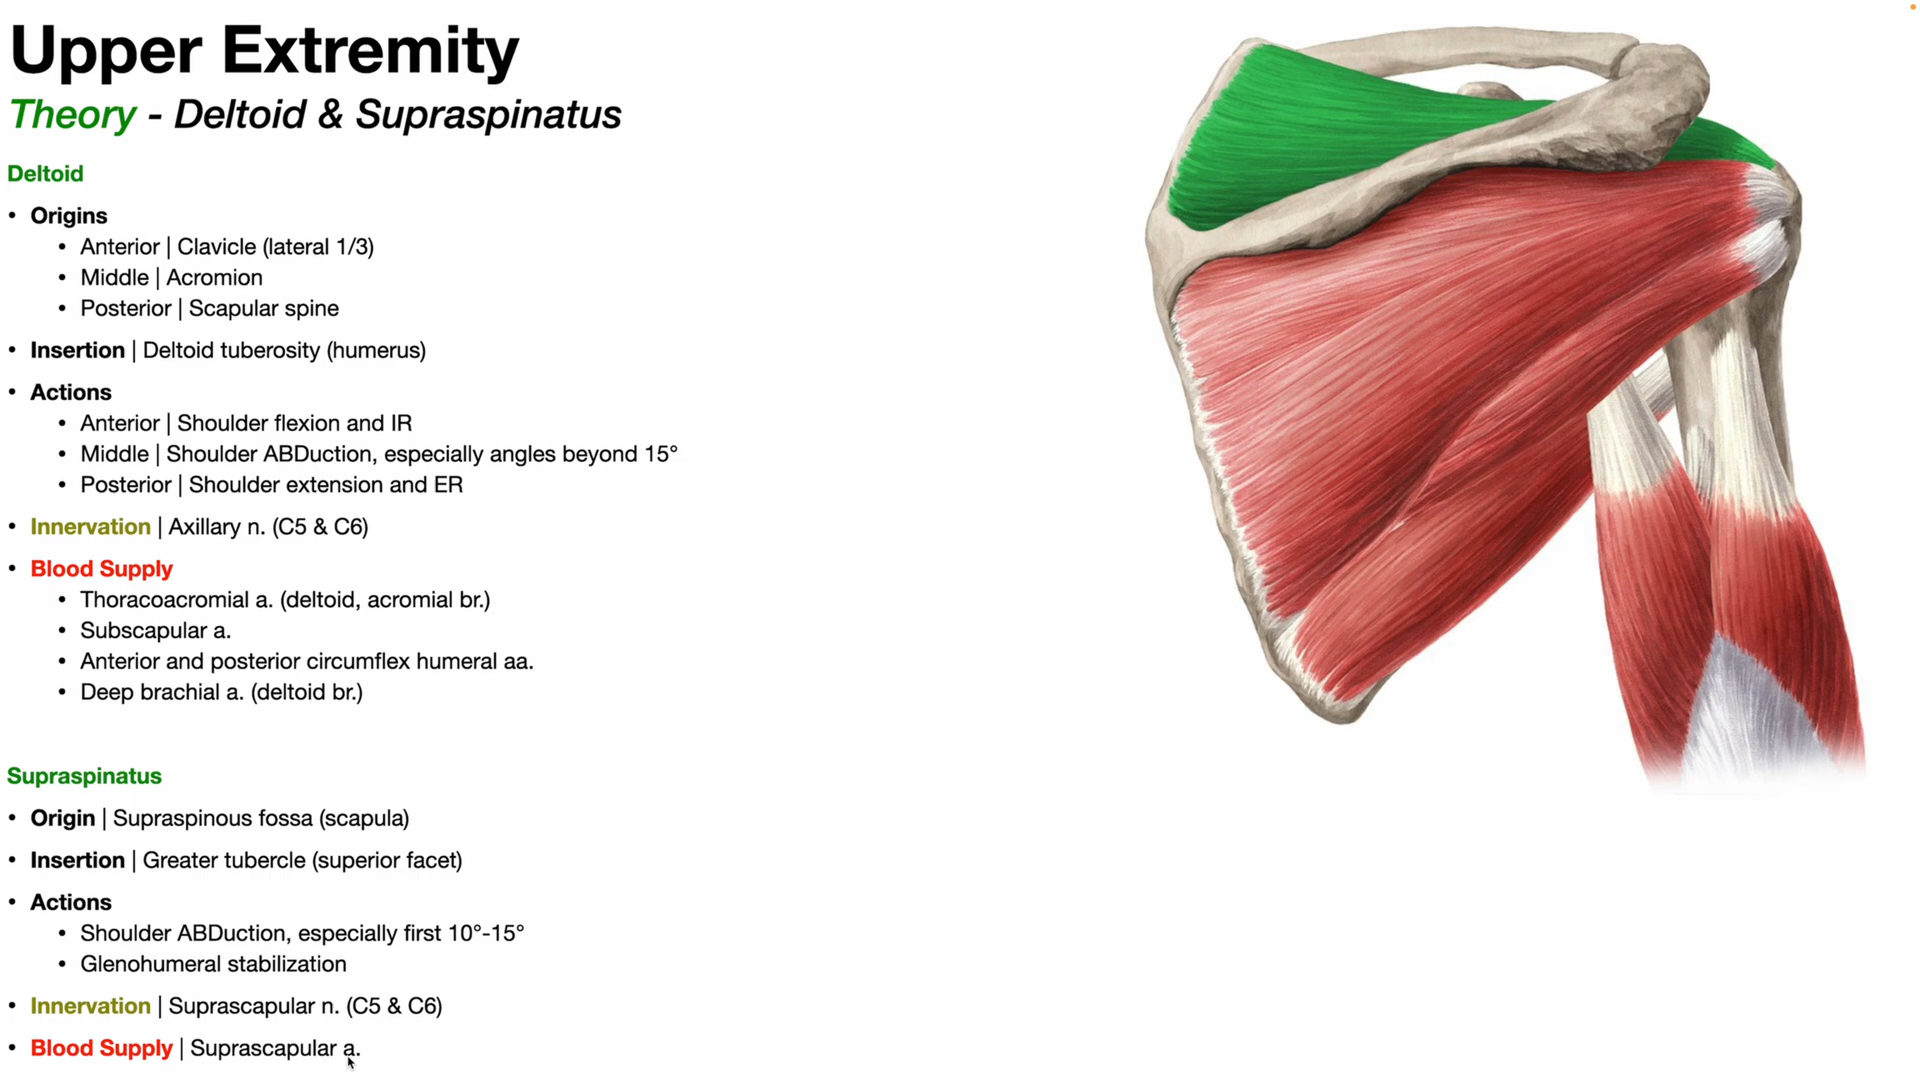 Upper Extremity
Theory - Deltoid & Supraspinatus
Deltoid
• Origins
• Anterior | Clavicle (lateral 1/3)
• Middle | Acromion
• Posterior | Scapular spine
• Insertion | Deltoid tuberosity (humerus)
• Actions
• Anterior | Shoulder flexion and IR
• Middle | Shoulder ABDuction, especially angles beyond 15°
• Posterior | Shoulder extension and ER
• Innervation | Axillary n. (C5 & C6)
• Blood Supply
• Thoracoacromial a. (deltoid, acromial br.)
• Subscapular a.
• Anterior and posterior circumflex humeral aa.
• Deep brachial a. (deltoid br.)
Supraspinatus
• Origin | Supraspinous fossa (scapula)
• Insertion | Greater tubercle (superior facet)
• Actions
• Shoulder ABDuction, especially first 10°-15°
• Glenohumeral stabilization
• Innervation | Suprascapular n. (C5 & C6)
• Blood Supply | Suprascapular a.